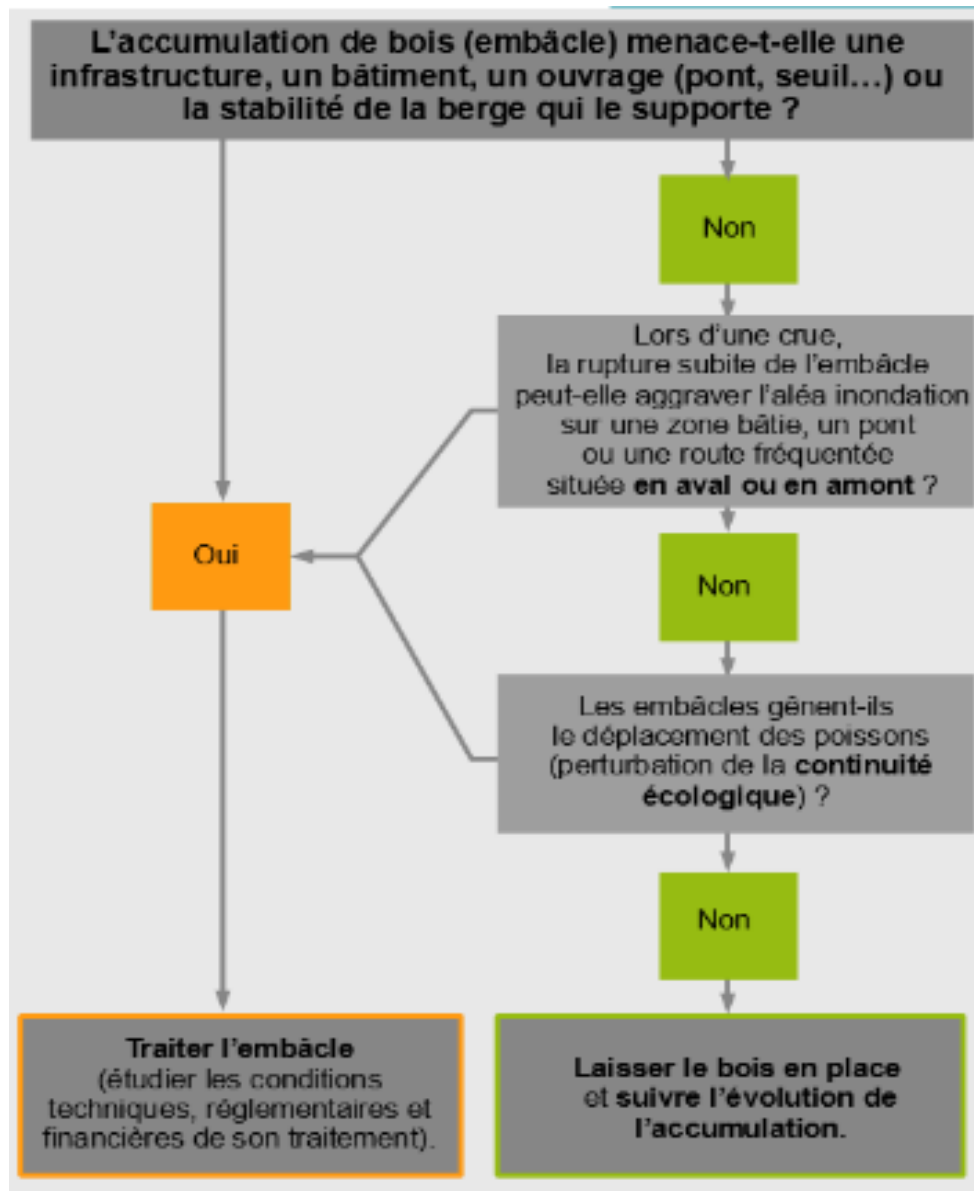 L'accumulation de bois (embâcle) menace-t-elle une
infrastructure, un bâtiment, un ouvrage (pont, seuil…) ou
la stabilité de la berge qui le supporte ?
Non
Lors d'une crue,
la rupture subite de l'embâcle
peut-elle aggraver l'aléa inondation
sur une zone bâtie, un pont
ou une route fréquentée
située en aval ou en amont ?
Oui
Non
Les embâcles gênent-ils
le déplacement des poissons
(perturbation de la continuité
écologique) ?
Non
Traiter l'embâcle
(étudier les conditions
techniques, réglementaires et
financières de son traitement).
Laisser le bois en place
et suivre l'évolution de
l'accumulation.